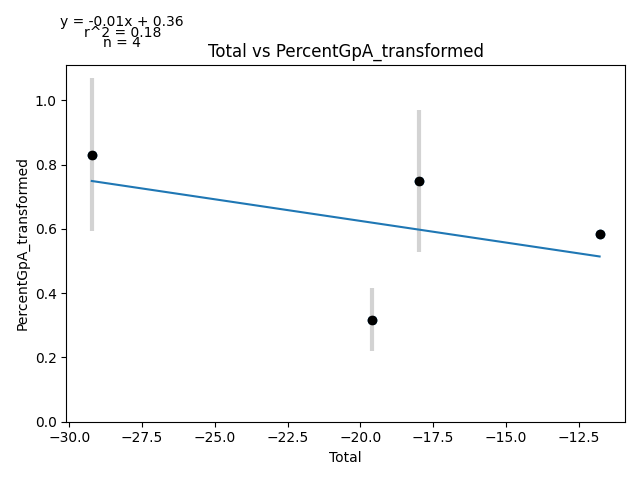 y = -0.01x + 0.36
r^2 = 0.18
n = 4
Total vs PercentGpA_transformed
1.0
0.8
0.6
0.4
0.2
0.0
PercentGpA_transformed
−30.0 −27.5 −25.0 −22.5 −20.0 −17.5 −15.0 −12.5
Total